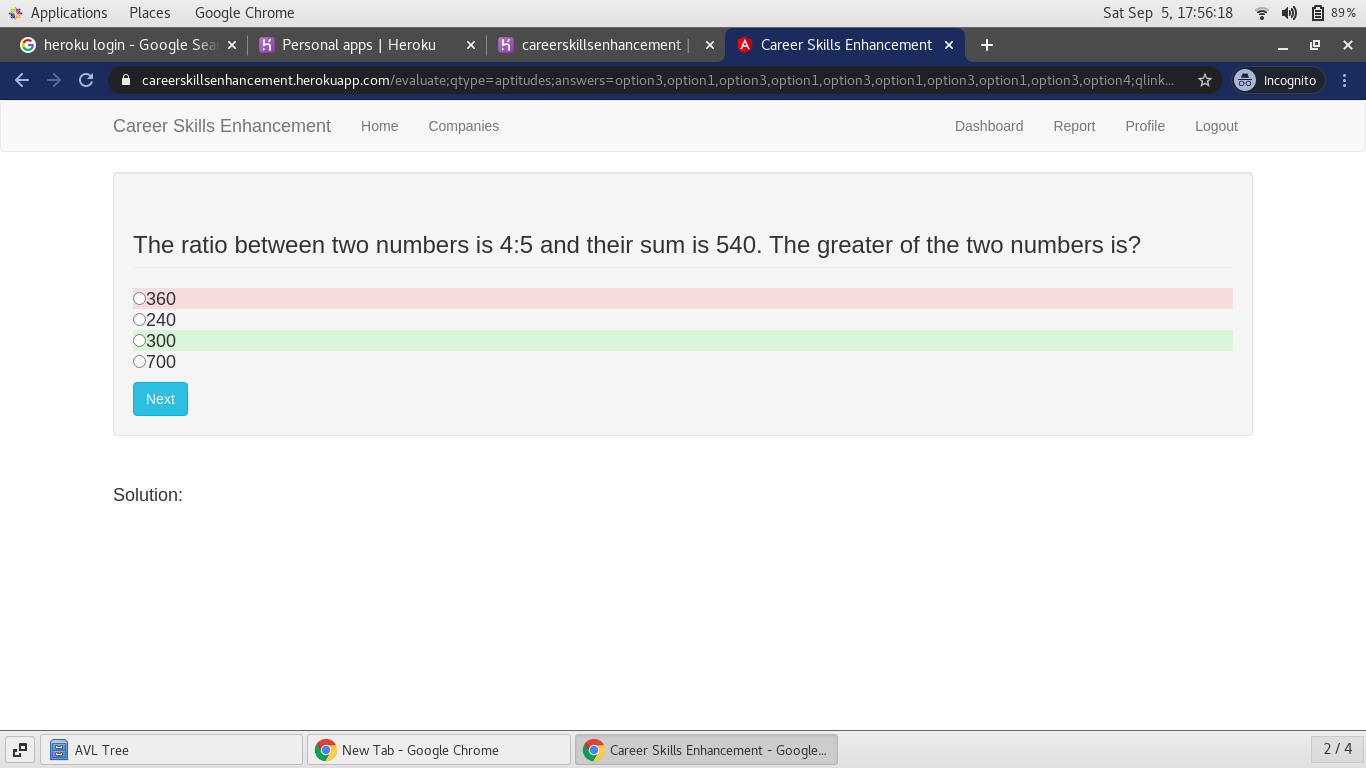 Applications Places Google Chrome Sat Sep 5, 17:56:18 89%
heroku login - Google Sea Personal apps | Heroku careerskillsenhancement | Career Skills Enhancement
careerskillsenhancement.herokuapp.com/evaluate;qtype=aptitudes;answers=option3,option1,option3,option1,option3,option1,option3,option1,option3,option4;qlink... Incognito
Career Skills Enhancement Home Companies Dashboard Report Profile Logout
The ratio between two numbers is 4:5 and their sum is 540. The greater of the two numbers is?
360
240
300
700
Next
Solution:
AVL Tree New Tab - Google Chrome Career Skills Enhancement - Google... 2 / 4